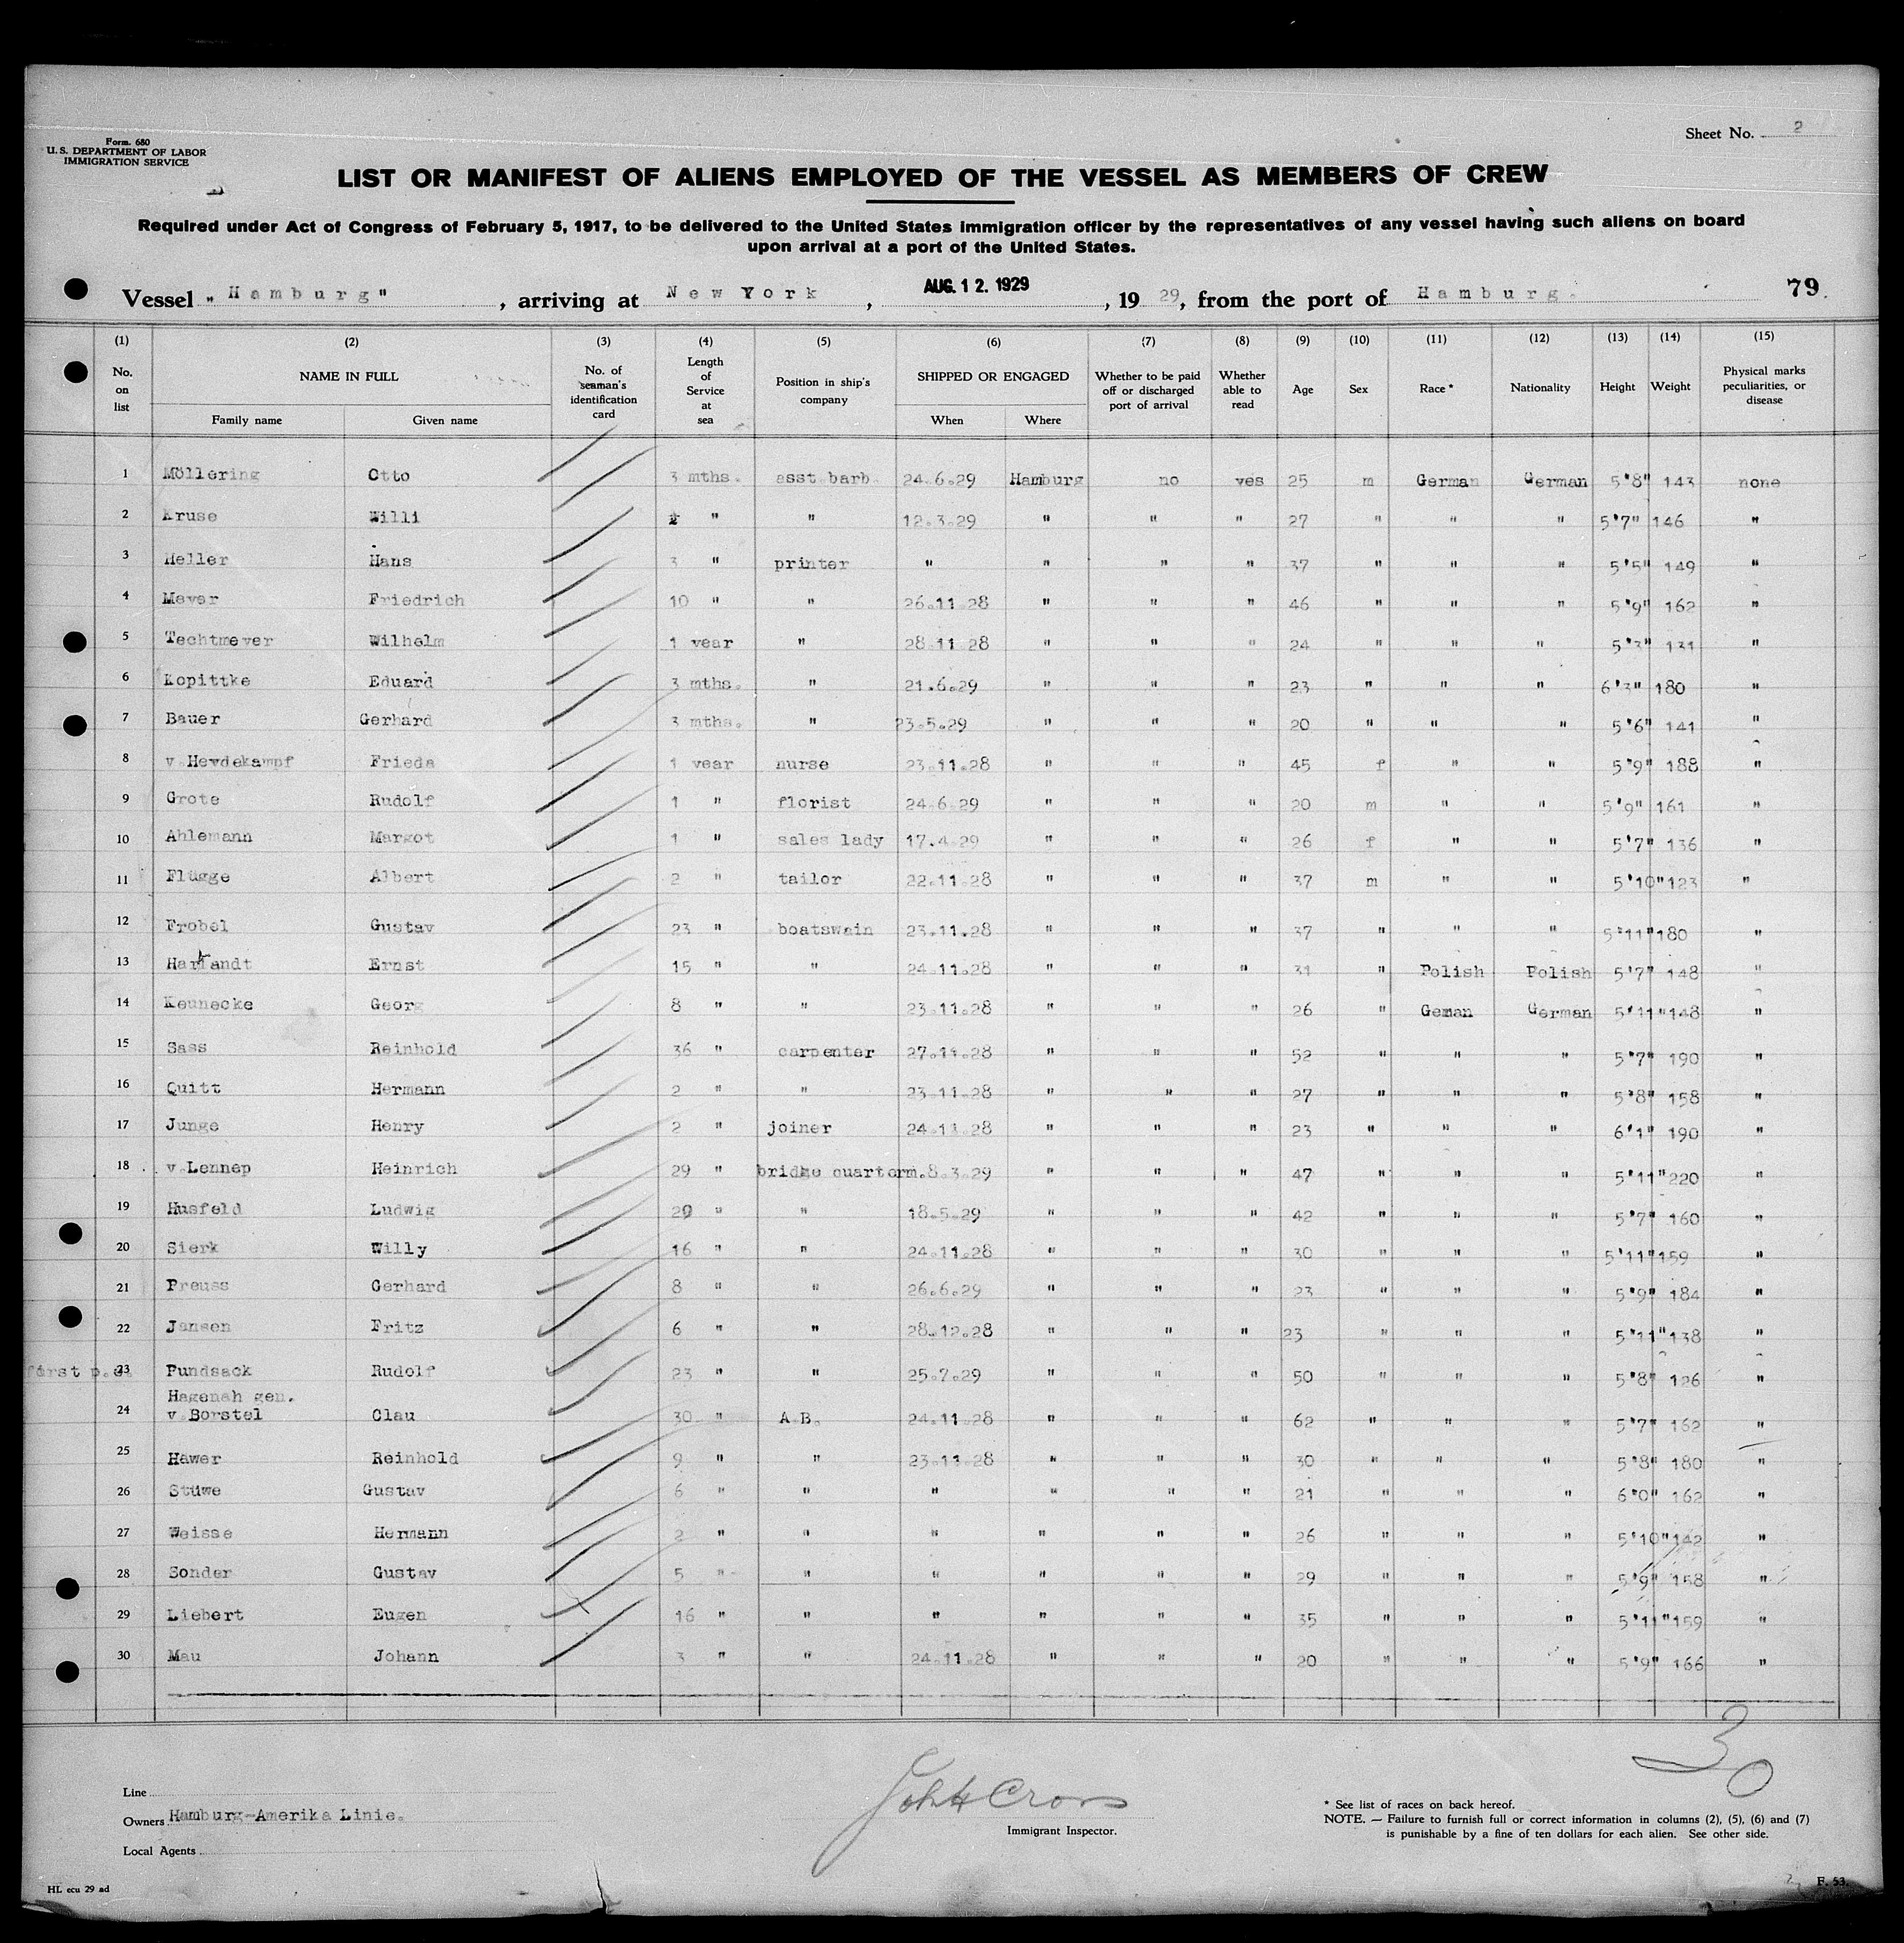 Sheet No. 2
Form. 680
U. S. DEPARTMENT OF LABOR
IMMIGRATION SERVICE
LIST OR MANIFEST OF ALIENS EMPLOYED OF THE VESSEL AS MEMBERS OF CREW
Required under Act of Congress of February 5, 1917, to be delivered to the United States immigration officer by the representatives of any vessel having such aliens on board
upon arrival at a port of the United States.
Vessel „Hamburg", arriving at New York, AUG. 12. 1929, 1929, from the port of Hamburg. 79.
(1) No. on list (2) NAME IN FULL Family name Given name (3) No. of seaman's identification card (4) Length of Service at sea (5) Position in ship's company (6) SHIPPED OR ENGAGED When Where (7) Whether to be paid off or discharged port of arrival (8) Whether able to read (9) Age (10) Sex (11) Race * (12) Nationality (13) Height (14) Weight (15) Physical marks peculiarities, or disease
1 Möllering Otto 3 mths. asst barb. 24.6.29 Hamburg no yes 25 m German German 5'8" 143 none
2 Kruse Willi " " 12.3.29 " " " 27 " " " 5'7" 146 "
3 Heller Hans 3 " printer " " " " 37 " " " 5'5" 149 "
4 Meyer Friedrich 10 " " 26.11.28 " " " 46 " " " 5'9" 162 "
5 Techtmeyer Wilhelm 1 year " 28.11.28 " " " 24 " " " 5'3" 131 "
6 Kopittke Eduard 3 mths. " 21.6.29 " " " 23 " " " 6'3" 180 "
7 Bauer Gerhard 3 mths. " 23.5.29 " " " 20 " " " 5'6" 141 "
8 v.Heydekampf Frieda 1 year nurse 23.11.28 " " " 45 f " " 5'9" 188 "
9 Grote Rudolf 1 " florist 24.6.29 " " " 20 m " " 5'9" 161 "
10 Ahlemann Margot 1 " sales lady 17.4.29 " " " 26 f " " 5'7" 136 "
11 Flügge Albert 2 " tailor 22.11.28 " " " 37 m " " 5'10" 123 "
12 Frobel Gustav 23 " boatswain 23.11.28 " " " 37 " " " 5'11" 180 "
13 Harrandt Ernst 15 " " 24.11.28 " " " 31 " Polish Polish 5'7" 148 "
14 Keunecke Georg 8 " " 23.11.28 " " " 26 " Geman German 5'11" 148 "
15 Sass Reinhold 36 " carpenter 27.11.28 " " " 52 " " " 5'7" 190 "
16 Quitt Hermann 2 " " 23.11.28 " " " 27 " " " 5'8" 158 "
17 Junge Henry 2 " joiner 24.11.28 " " " 23 " " " 6'1" 190 "
18 v.Lennep Heinrich 29 " bridge quarterm. 8.3.29 " " " 47 " " " 5'11" 220 "
19 Husfeld Ludwig 29 " " 18.5.29 " " " 42 " " " 5'7" 160 "
20 Sierk Willy 16 " " 24.11.28 " " " 30 " " " 5'11" 159 "
21 Preuss Gerhard 8 " " 26.6.29 " " " 23 " " " 5'9" 184 "
22 Jansen Fritz 6 " " 28.12.28 " " " 23 " " " 5'11" 138 "
first 23 Pundsack Rudolf 23 " " 25.7.29 " " " 50 " " " 5'8" 126 "
Hagenah gen.
24 v.Borstel Clau 30 " A.B. 24.11.28 " " " 62 " " " 5'7" 162 "
25 Hawer Reinhold 9 " " 23.11.28 " " " 30 " " " 5'8" 180 "
26 Stüwe Gustav 6 " " " " " " 21 " " " 6'0" 162 "
27 Weisse Hermann 2 " " " " " " 26 " " " 5'10" 142 "
28 Sonder Gustav 5 " " " " " " 29 " " " 5'9" 158 "
29 Liebert Eugen 16 " " " " " " 35 " " " 5'11" 159 "
30 Mau Johann 3 " " 24.11.28 " " " 20 " " " 5'9" 166 "
30
Line
Owners Hamburg-Amerika Linie.
Local Agents
John Cross
Immigrant Inspector.
* See list of races on back hereof.
NOTE. — Failure to furnish full or correct information in columns (2), (5), (6) and (7)
is punishable by a fine of ten dollars for each alien. See other side.
HL ecu 29 ad
F. 53.